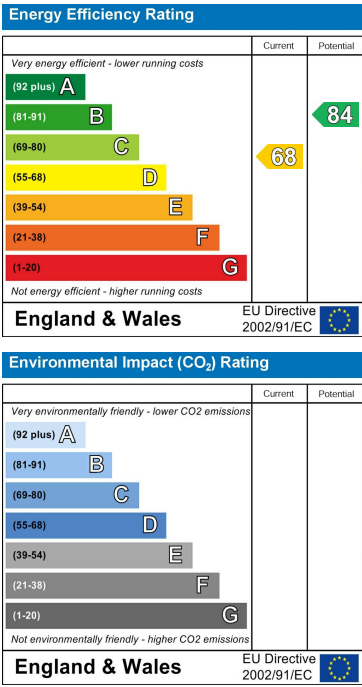 Energy Efficiency Rating
Current Potential
Very energy efficient - lower running costs
(92 plus) A
(81-91) B
84
(69-80) C
68
(55-68) D
(39-54) E
(21-38) F
(1-20) G
Not energy efficient - higher running costs
England & Wales
EU Directive
2002/91/EC
Environmental Impact (CO₂) Rating
Current Potential
Very environmentally friendly - lower CO2 emissions
(92 plus) A
(81-91) B
(69-80) C
(55-68) D
(39-54) E
(21-38) F
(1-20) G
Not environmentally friendly - higher CO2 emissions
England & Wales
EU Directive
2002/91/EC